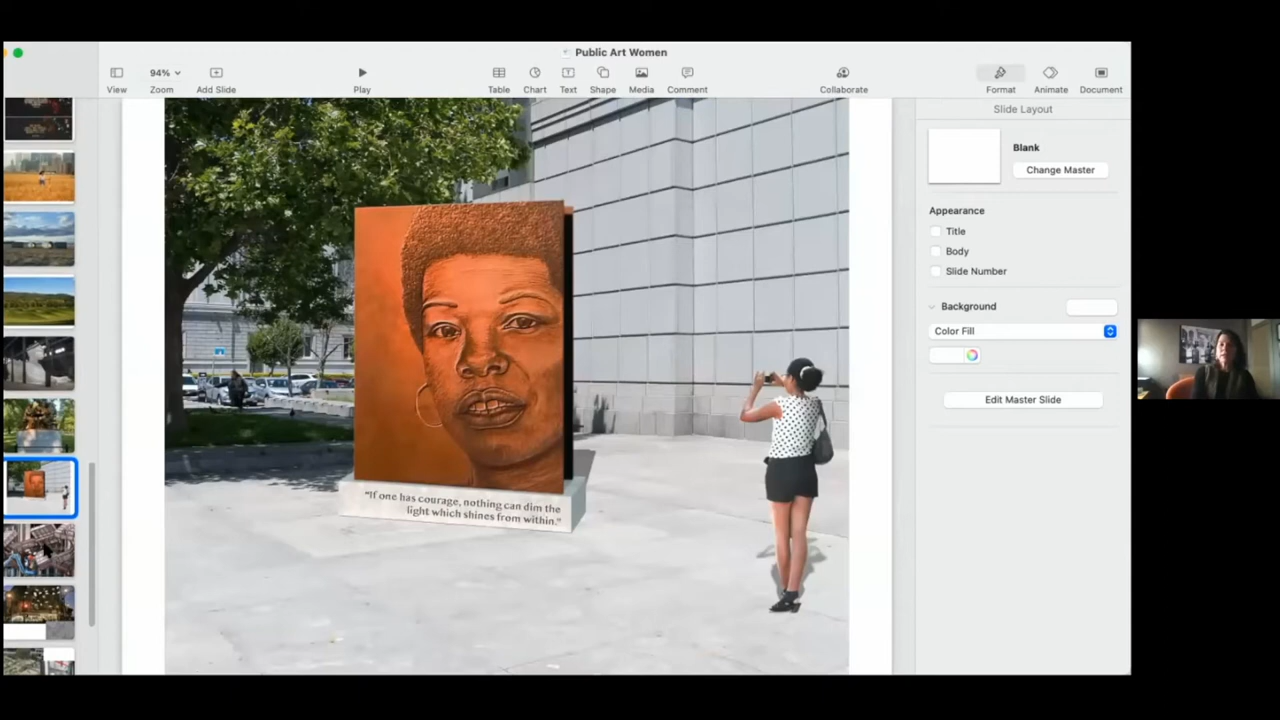 Public Art Women
94%
View
Zoom
Add Slide
Play
Table
Chart
Text
Shape
Media
Comment
Collaborate
Format
Animate
Document
Slide Layout
Blank
Change Master
Appearance
Title
Body
Slide Number
Background
Color Fill
Edit Master Slide
"If one has courage, nothing can dim the
light which shines from within."